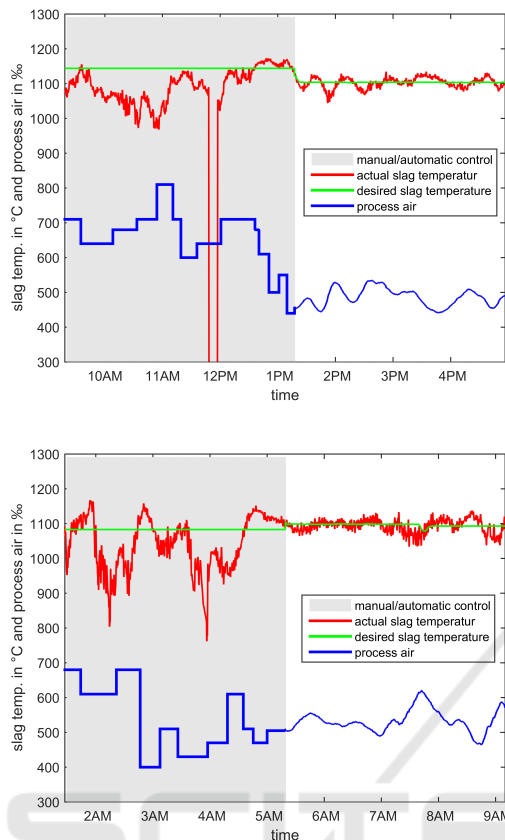 1300
1200
1100
1000
900
800
700
600
500
400
300
slag temp. in °C and process air in ‰
manual/automatic control
actual slag temperatur
desired slag temperature
process air
10AM 11AM 12PM 1PM 2PM 3PM 4PM
time
1300
1200
1100
1000
900
800
700
600
500
400
300
slag temp. in °C and process air in ‰
manual/automatic control
actual slag temperatur
desired slag temperature
process air
2AM 3AM 4AM 5AM 6AM 7AM 8AM 9AM
time